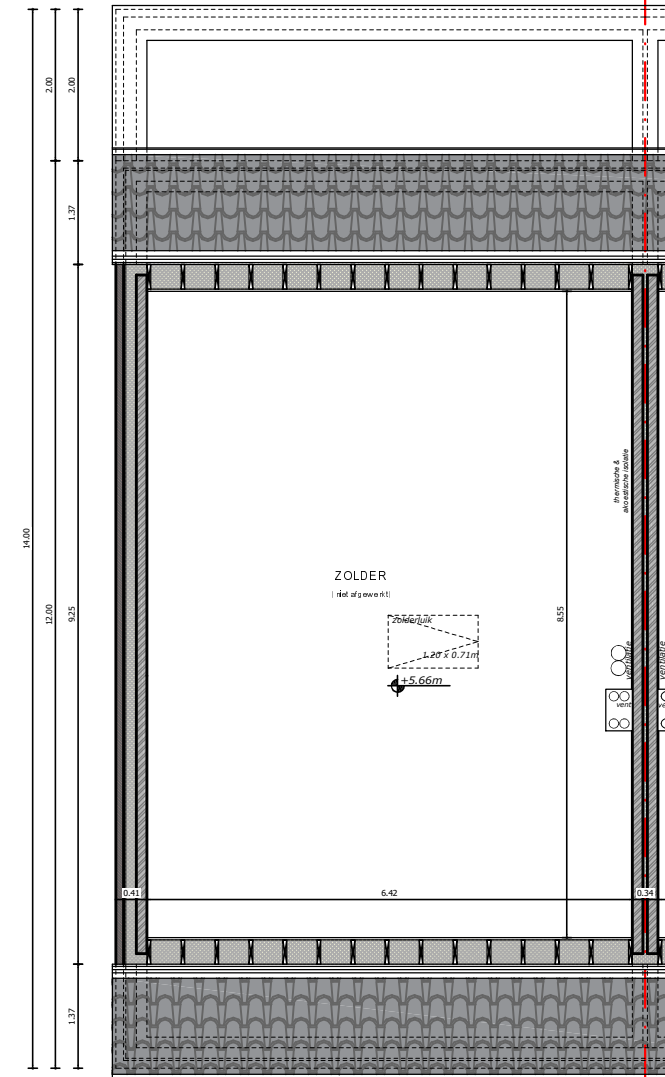 2.00
2.00
1.37
thermische &
akoestische isolatie
14.00
ZOLDER
( niet afgewerkt)
12.00
9.25
8.55
zolderluik
1.20 x 0.71m
ventilatie
ventilatie
+5.66m
vent
ve
0.41
6.42
0.34
1.37